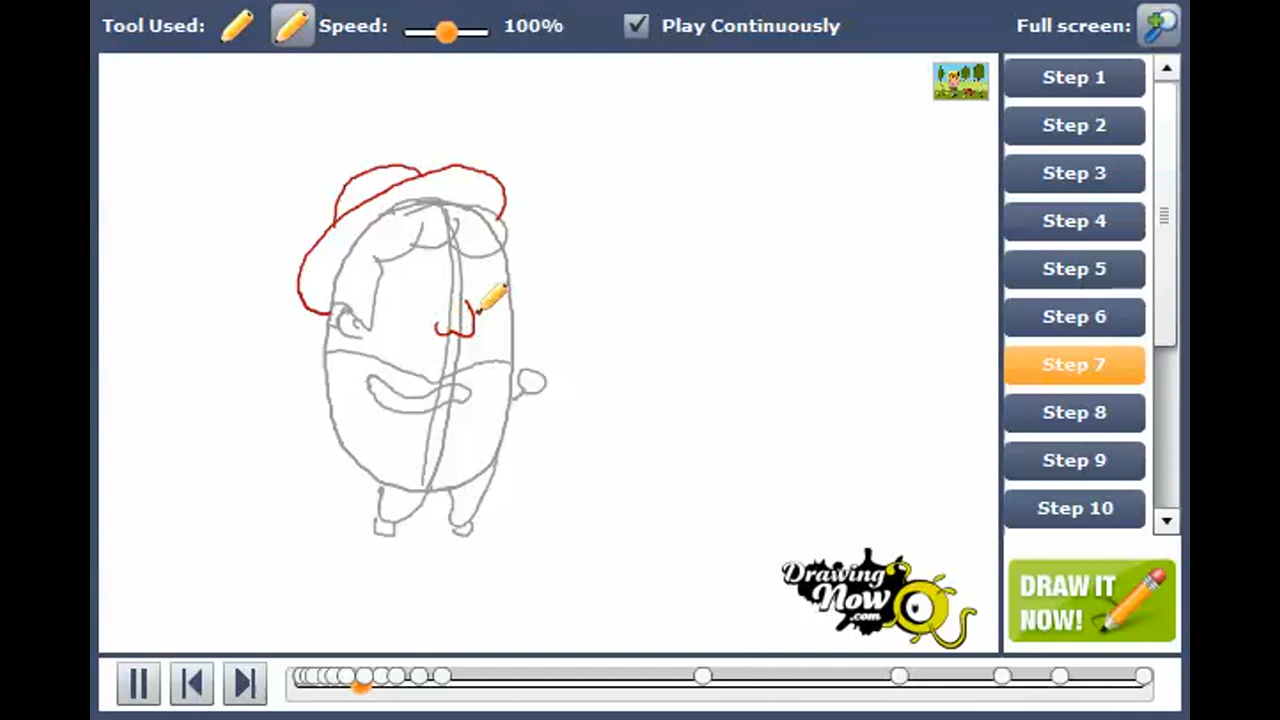 Tool Used:
Speed:
100%
Play Continuously
Full screen:
Step 1
Step 2
Step 3
Step 4
Step 5
Step 6
Step 7
Step 8
Step 9
Step 10
Drawing
Now
.com
DRAW IT
NOW!